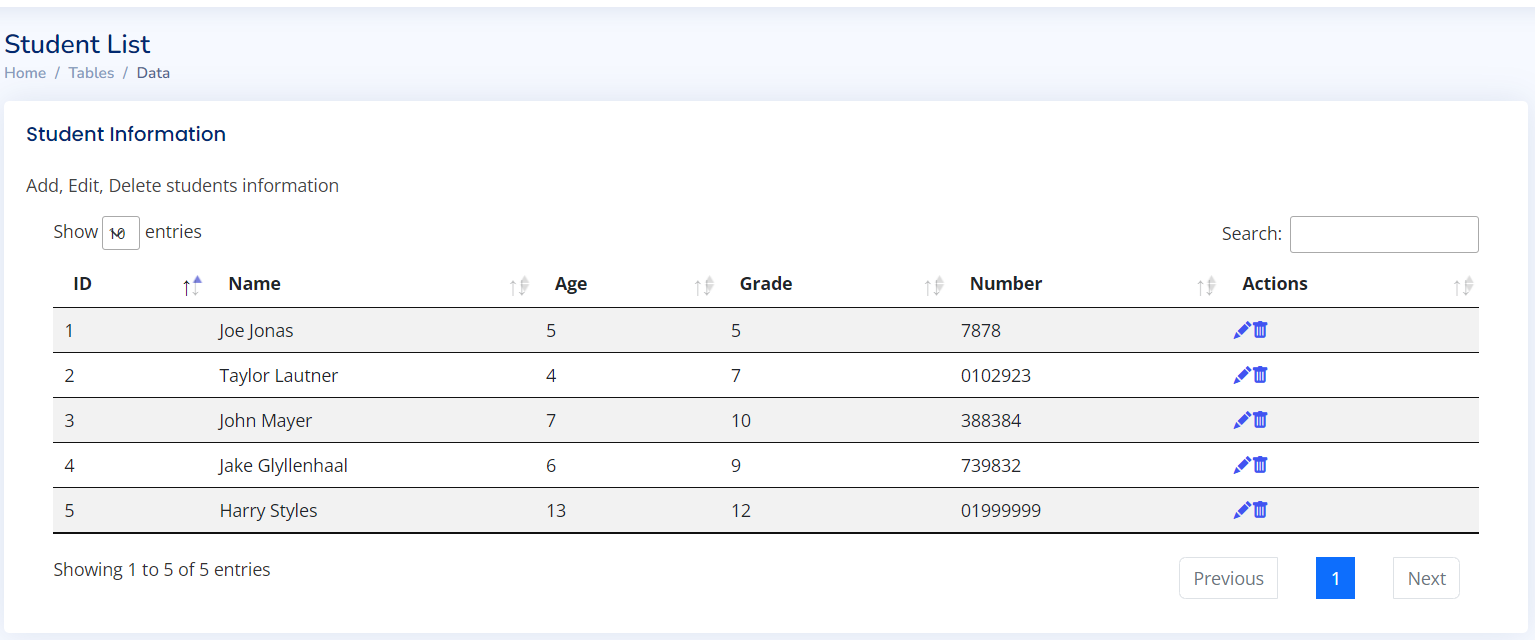 Student List
Home / Tables / Data
Student Information
Add, Edit, Delete students information
Show 10 entries
Search:
ID Name Age Grade Number Actions
1 Joe Jonas 5 5 7878
2 Taylor Lautner 4 7 0102923
3 John Mayer 7 10 388384
4 Jake Glyllenhaal 6 9 739832
5 Harry Styles 13 12 01999999
Showing 1 to 5 of 5 entries
Previous 1 Next